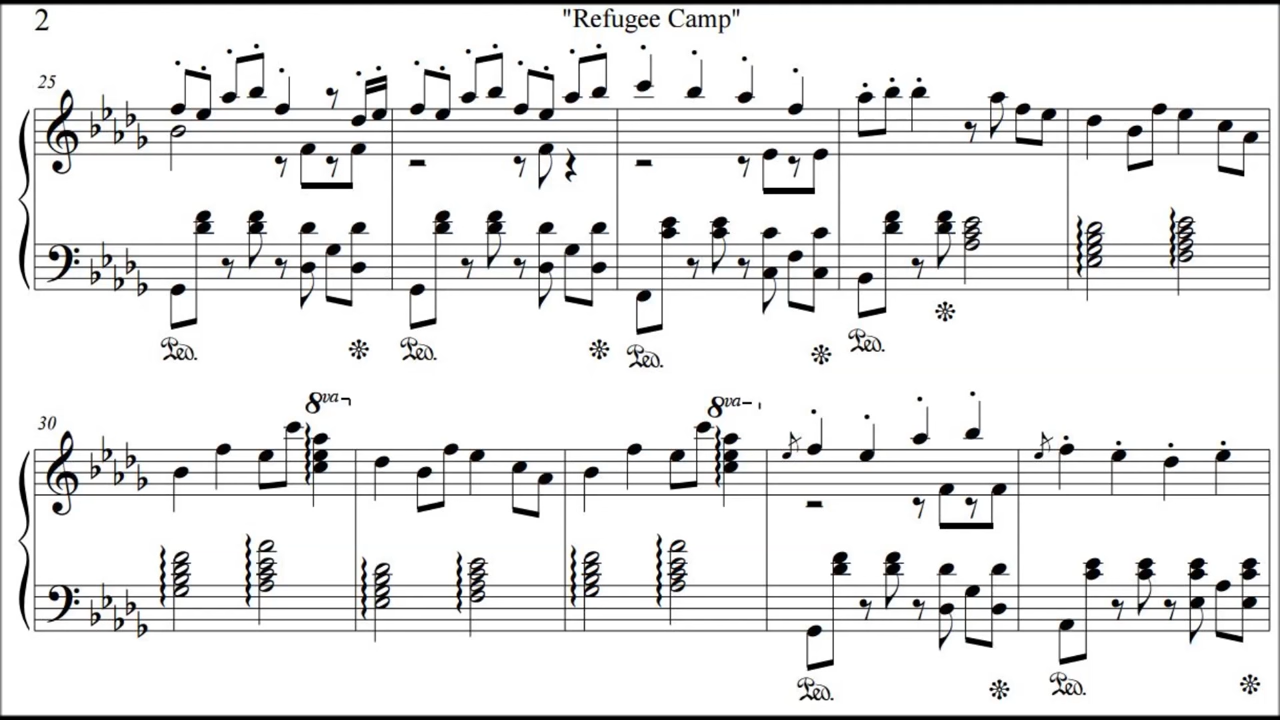 2
"Refugee Camp"
25
Ped. Ped. Ped. Ped.
30
8va 8va
Ped. Ped.